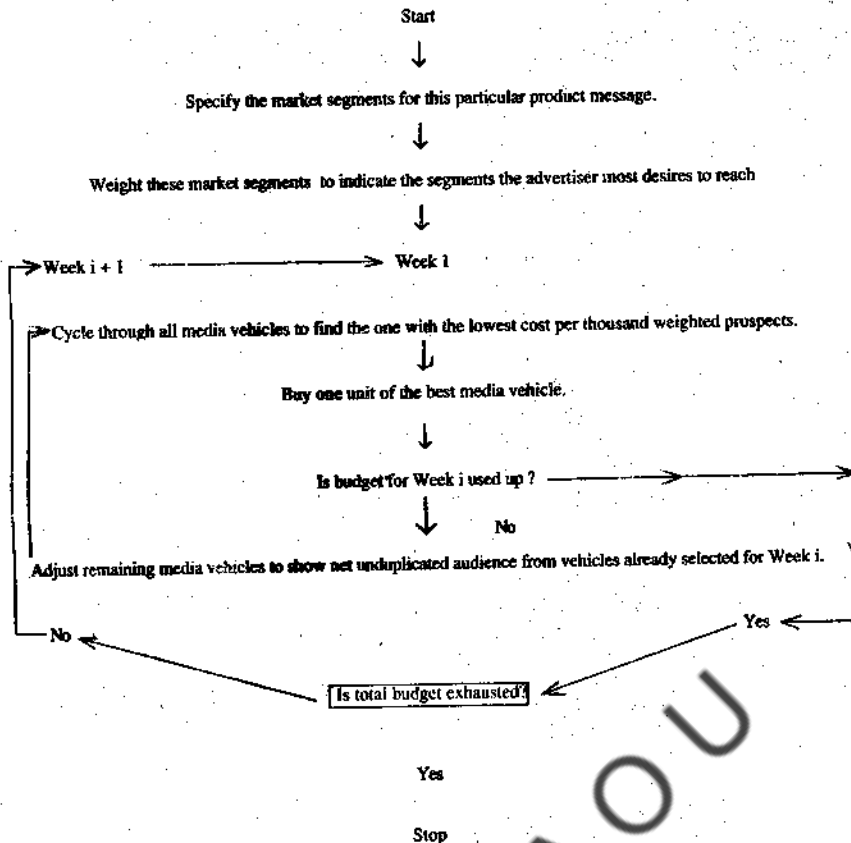 Start
Specify the market segments for this particular product message.
Weight these market segments to indicate the segments the advertiser most desires to reach
Week i + 1
Week 1
Cycle through all media vehicles to find the one with the lowest cost per thousand weighted prospects.
Buy one unit of the best media vehicle.
Is budget for Week i used up ?
No
Adjust remaining media vehicles to show net unduplicated audience from vehicles already selected for Week i.
Yes
No
Is total budget exhausted?
Yes
Stop
OU